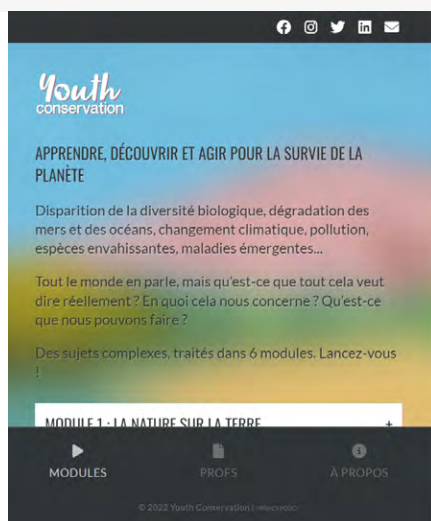 Youth
conservation
APPRENDRE, DÉCOUVRIR ET AGIR POUR LA SURVIE DE LA
PLANÈTE
Disparition de la diversité biologique, dégradation des
mers et des océans, changement climatique, pollution,
espèces envahissantes, maladies émergentes...
Tout le monde en parle, mais qu'est-ce que tout cela veut
dire réellement ? En quoi cela nous concerne ? Qu'est-ce
que nous pouvons faire ?
Des sujets complexes, traités dans 6 modules. Lancez-vous
!
MODULE 1 : LA NATURE SUR LA TERRE +
MODULES PROFS À PROPOS
© 2022 Youth Conservation |